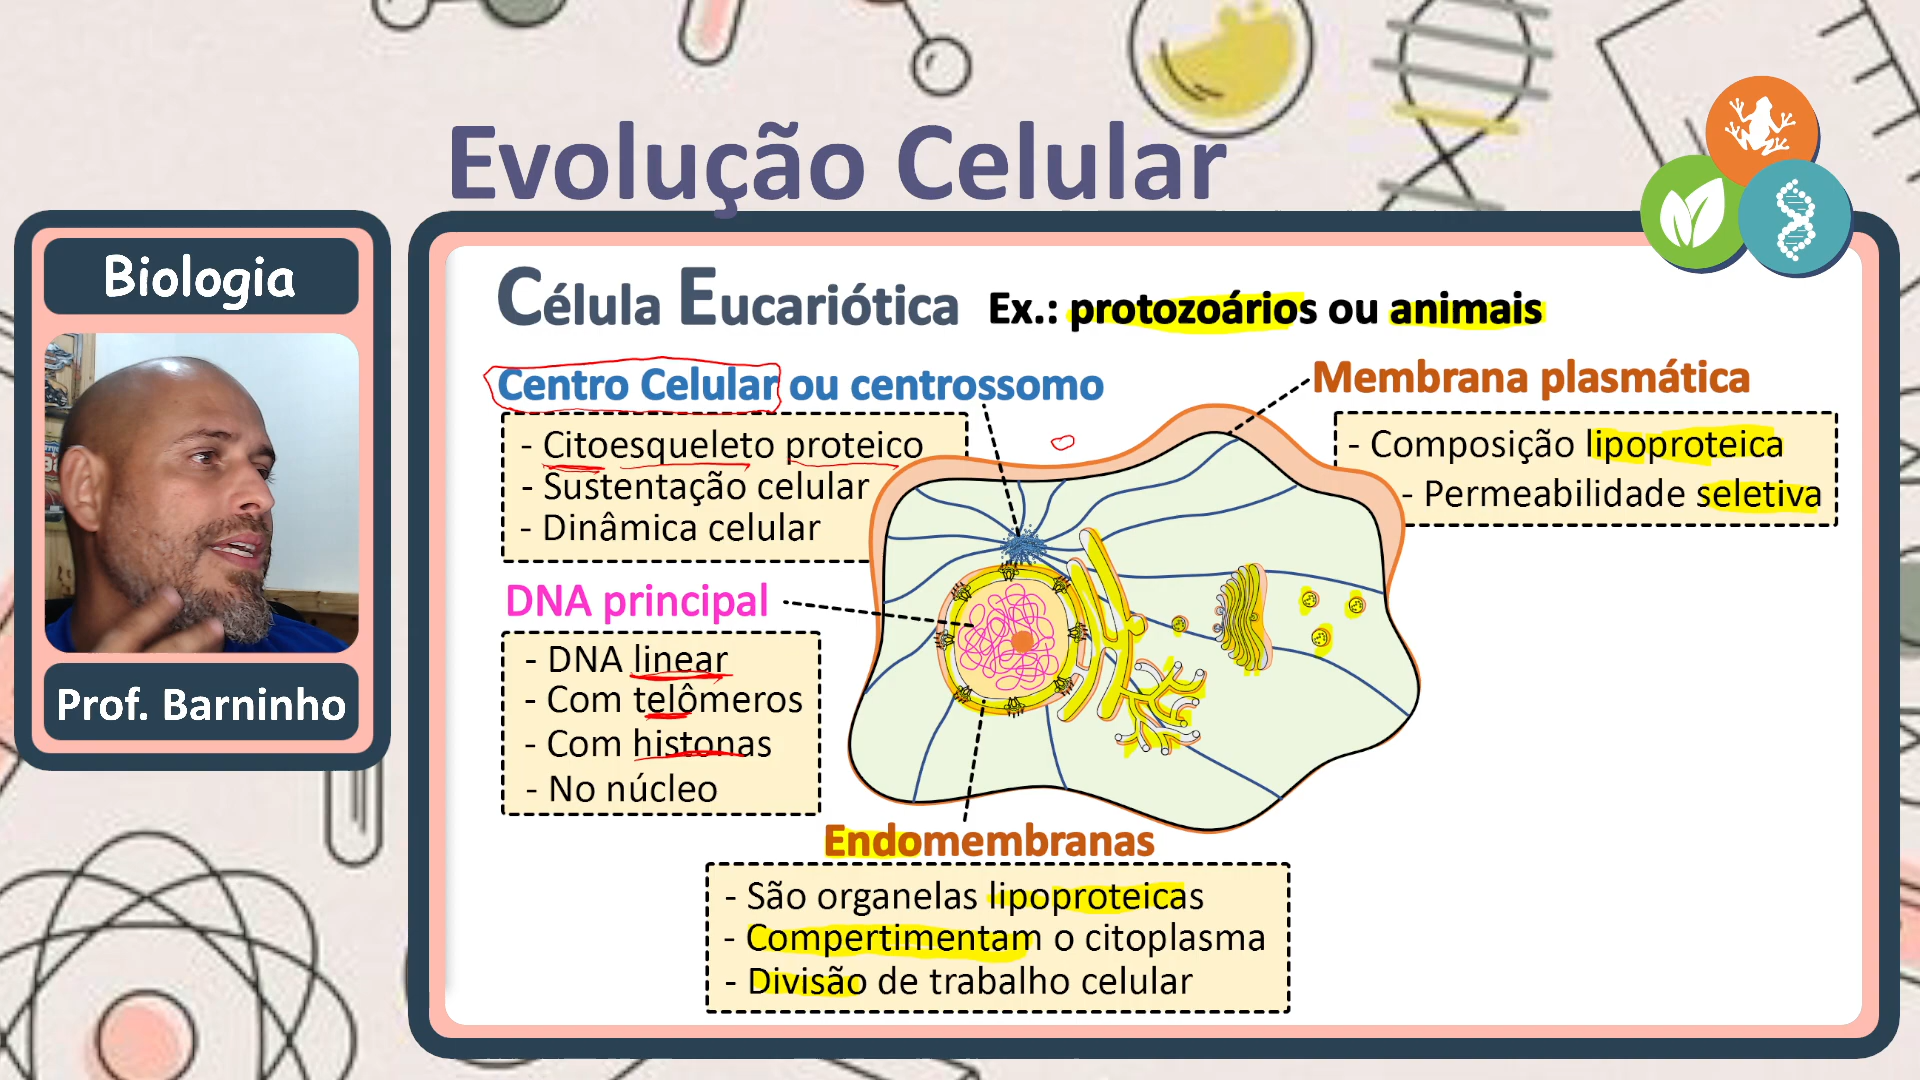 Evolução Celular
Biologia
Prof. Barninho
Célula Eucariótica Ex.: protozoários ou animais
Centro Celular ou centrossomo
- Citoesqueleto proteico
- Sustentação celular
- Dinâmica celular
Membrana plasmática
- Composição lipoproteica
- Permeabilidade seletiva
DNA principal
- DNA linear
- Com telômeros
- Com histonas
- No núcleo
Endomembranas
- São organelas lipoproteicas
- Compertimentam o citoplasma
- Divisão de trabalho celular